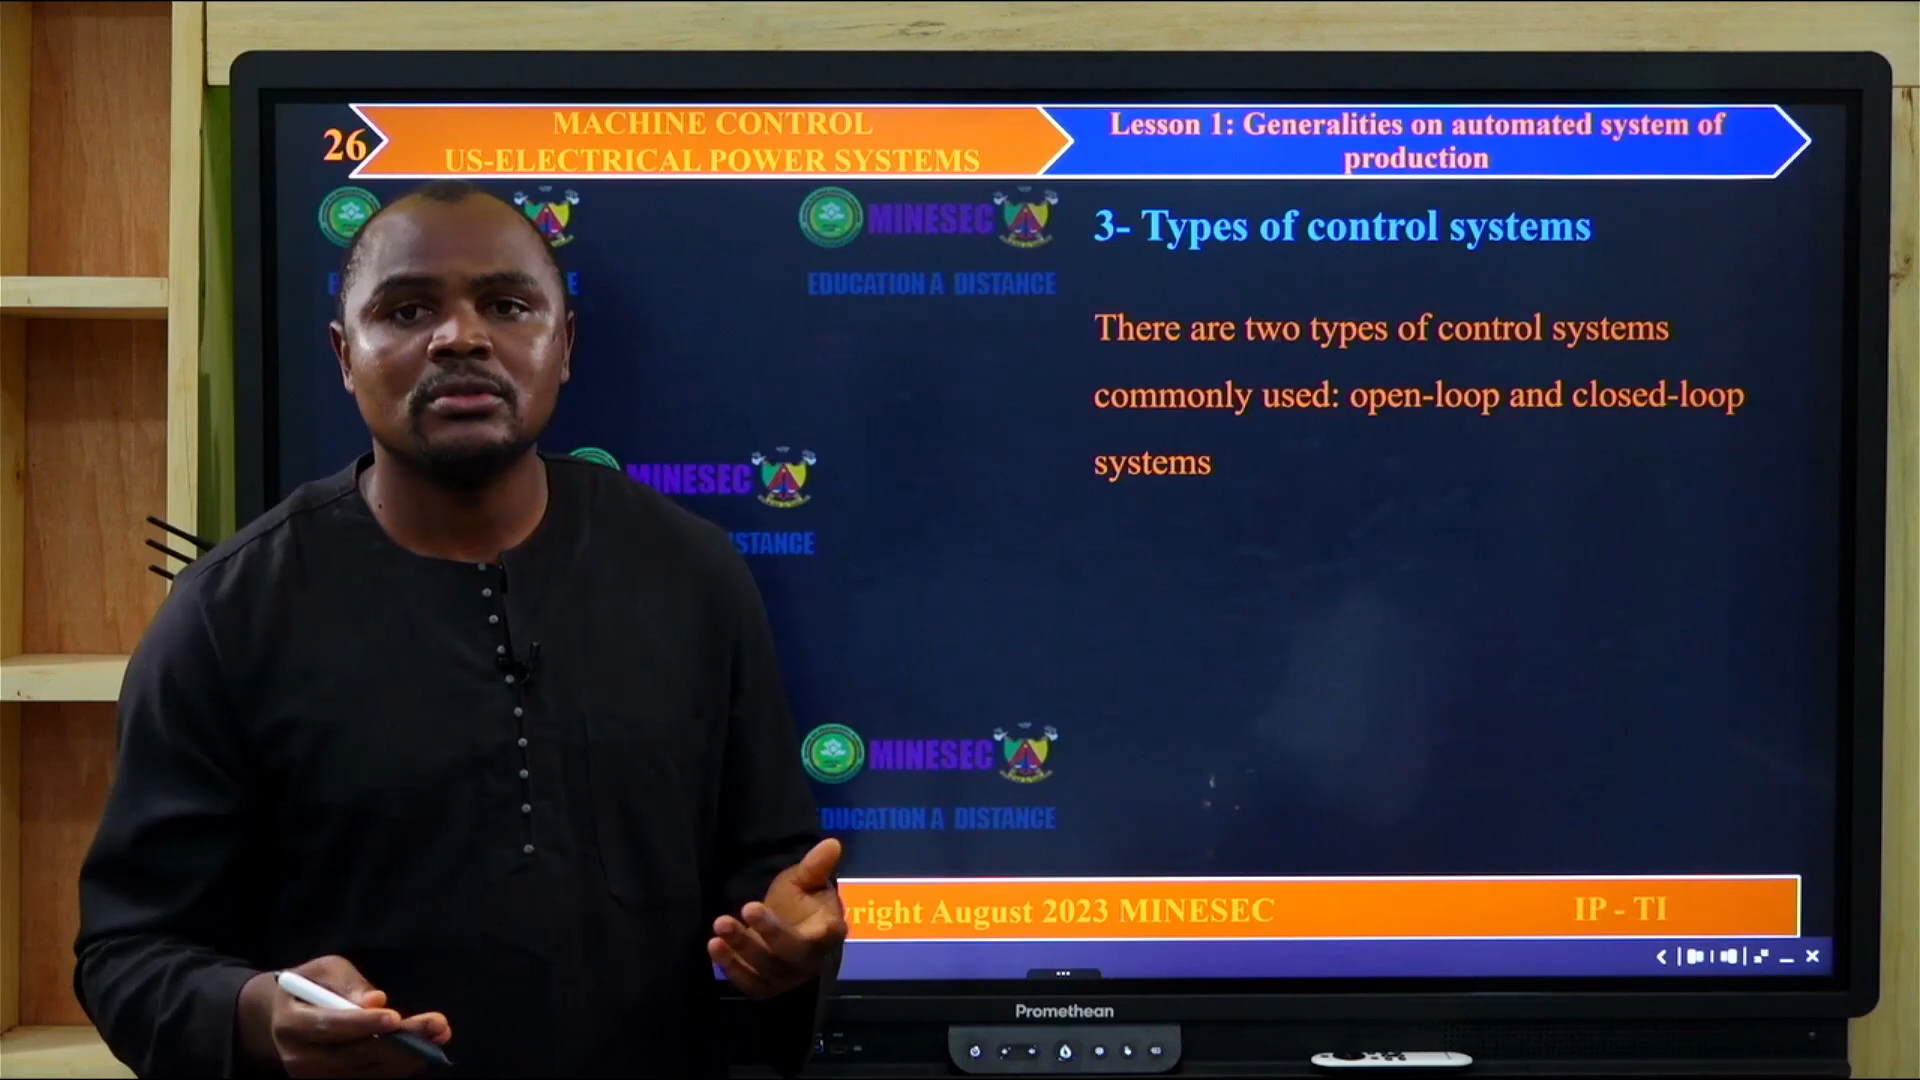 26
MACHINE CONTROL
US-ELECTRICAL POWER SYSTEMS
Lesson 1: Generalities on automated system of
production
MINESEC
EDUCATION A DISTANCE
3- Types of control systems
There are two types of control systems
commonly used: open-loop and closed-loop
systems
MINESEC
STANCE
MINESEC
EDUCATION A DISTANCE
yright August 2023 MINESEC
IP - TI
Promethean